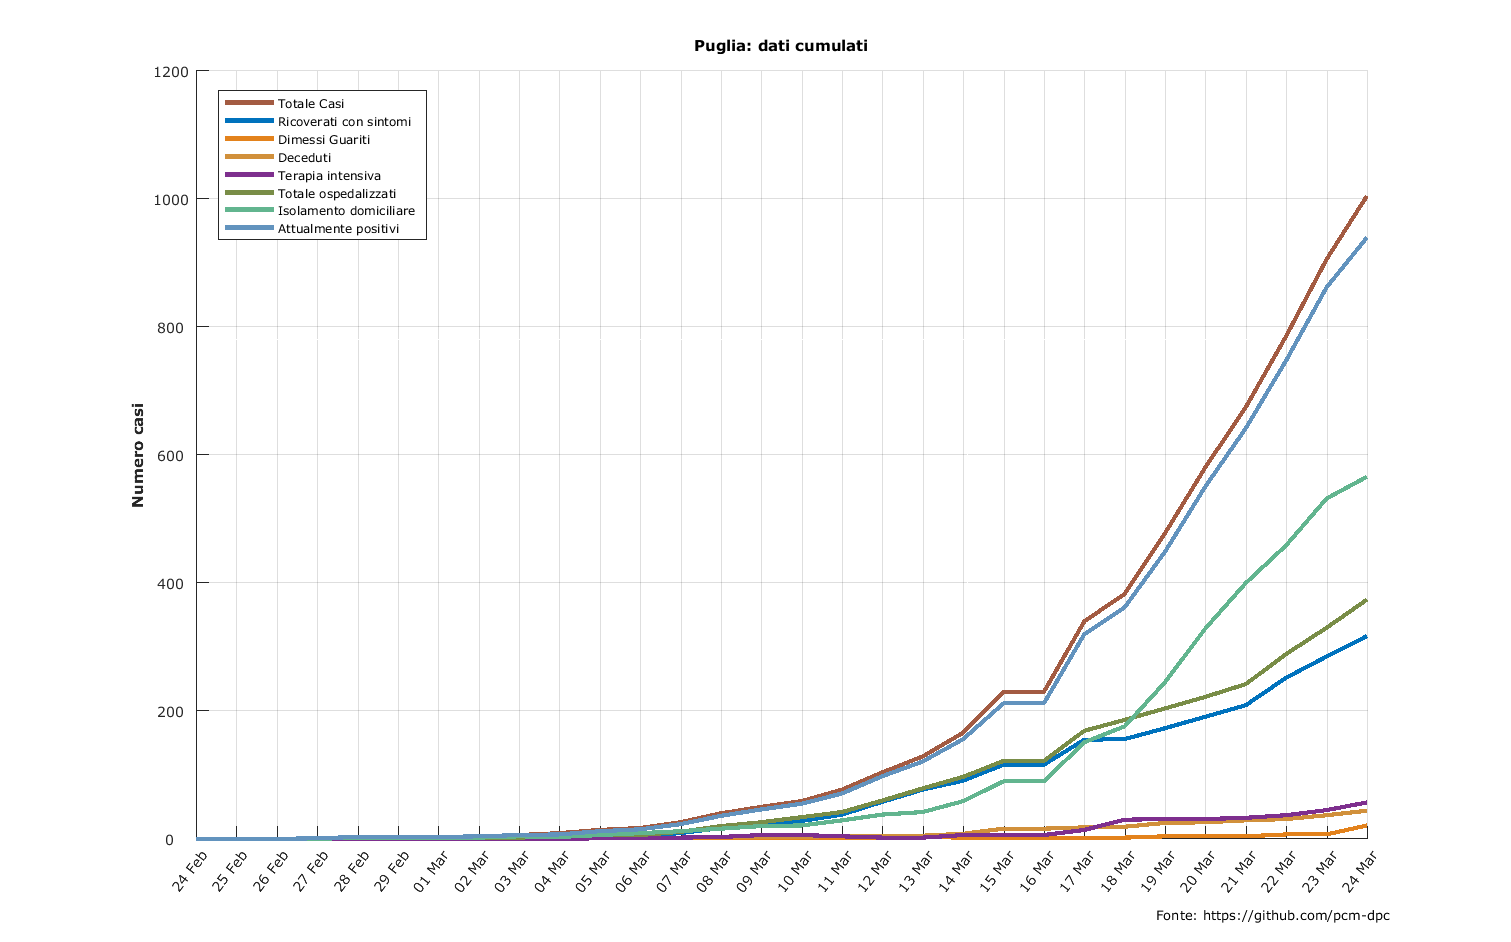 Puglia: dati cumulati
1200
1000
800
600
400
200
0
Numero casi
Totale Casi
Ricoverati con sintomi
Dimessi Guariti
Deceduti
Terapia intensiva
Totale ospedalizzati
Isolamento domiciliare
Attualmente positivi
24 Feb
25 Feb
26 Feb
27 Feb
28 Feb
29 Feb
01 Mar
02 Mar
03 Mar
04 Mar
05 Mar
06 Mar
07 Mar
08 Mar
09 Mar
10 Mar
11 Mar
12 Mar
13 Mar
14 Mar
15 Mar
16 Mar
17 Mar
18 Mar
19 Mar
20 Mar
21 Mar
22 Mar
23 Mar
24 Mar
Fonte: https://github.com/pcm-dpc